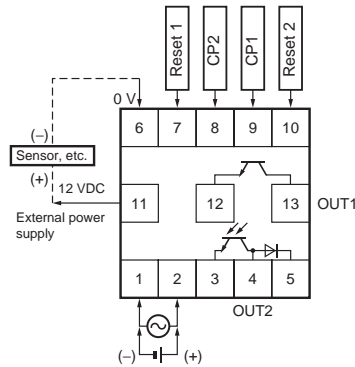 Reset 1
CP2
CP1
Reset 2
0 V
6 7 8 9 10
(−)
Sensor, etc.
(+)
12 VDC
11 12 13
OUT1
External power
supply
1 2 3 4 5
OUT2
(−) (+)